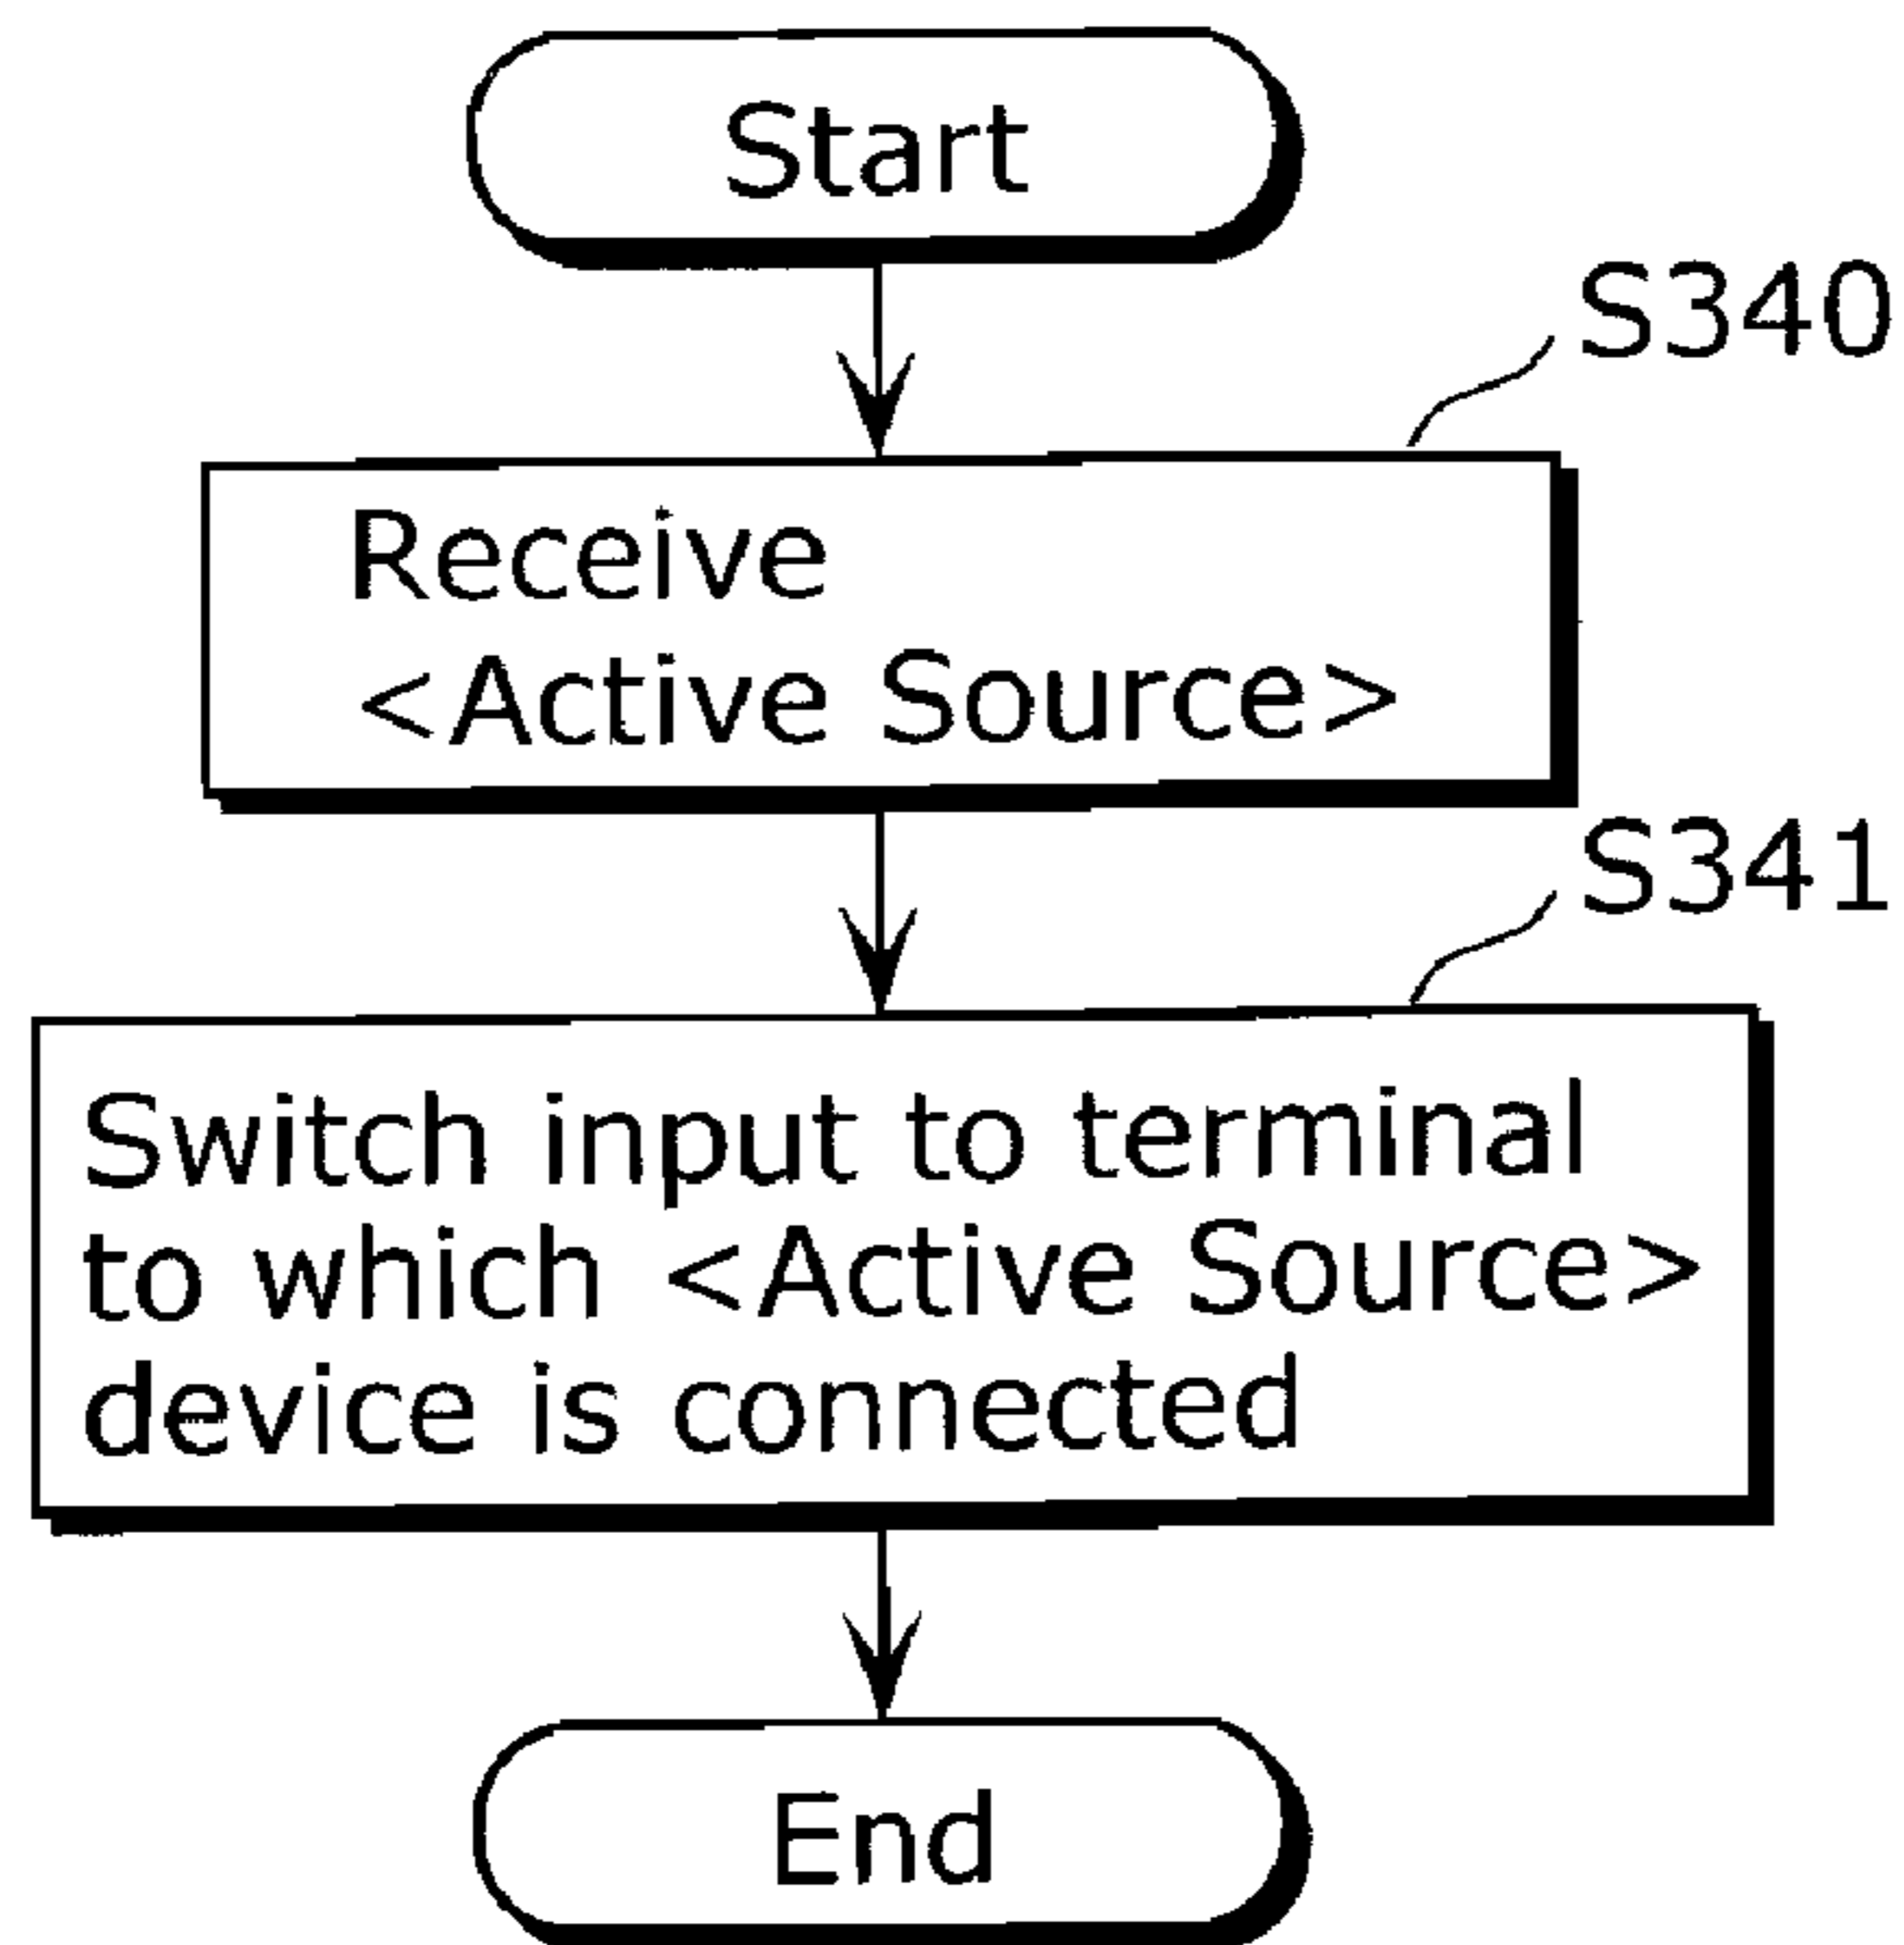 Start
S340
Receive
<Active Source>
S341
Switch input to terminal
to which <Active Source>
device is connected
End